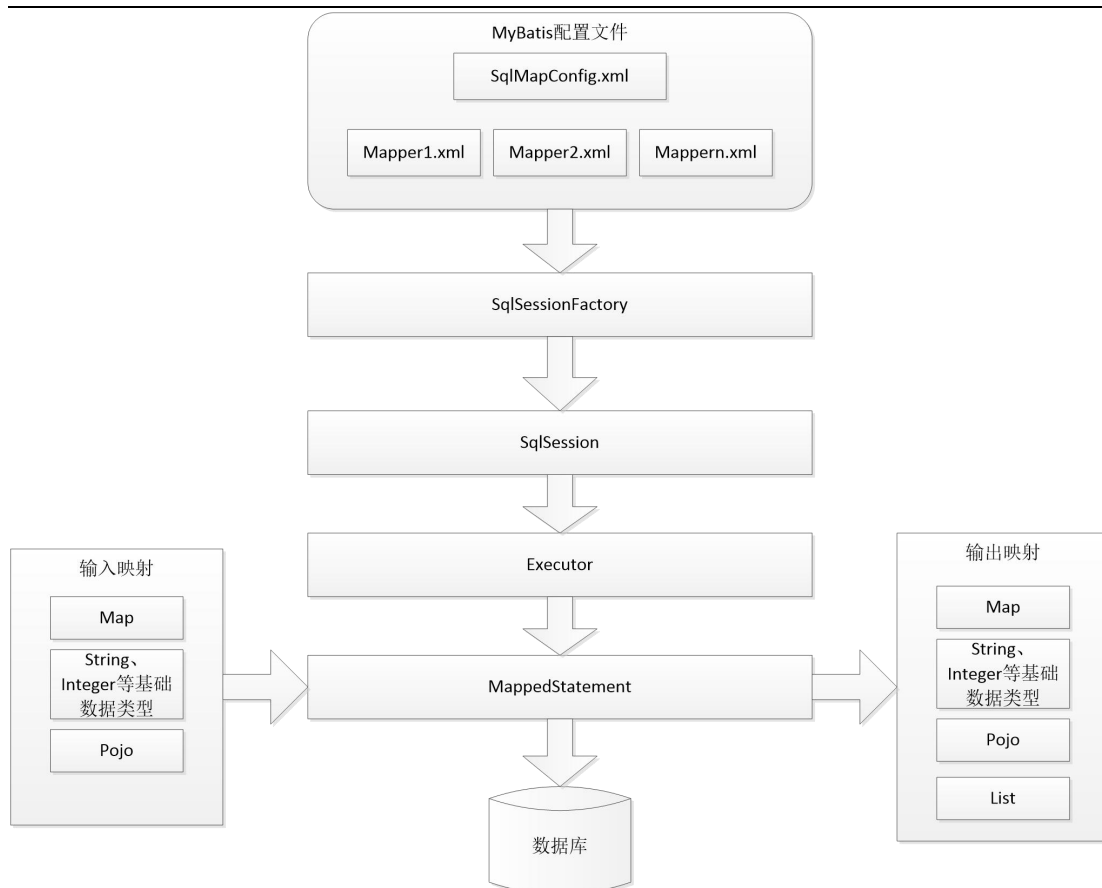 MyBatis配置文件
SqlMapConfig.xml
Mapper1.xml
Mapper2.xml
Mappern.xml
SqlSessionFactory
SqlSession
Executor
输入映射
Map
String、
Integer等基础
数据类型
Pojo
MappedStatement
输出映射
Map
String、
Integer等基础
数据类型
Pojo
List
数据库